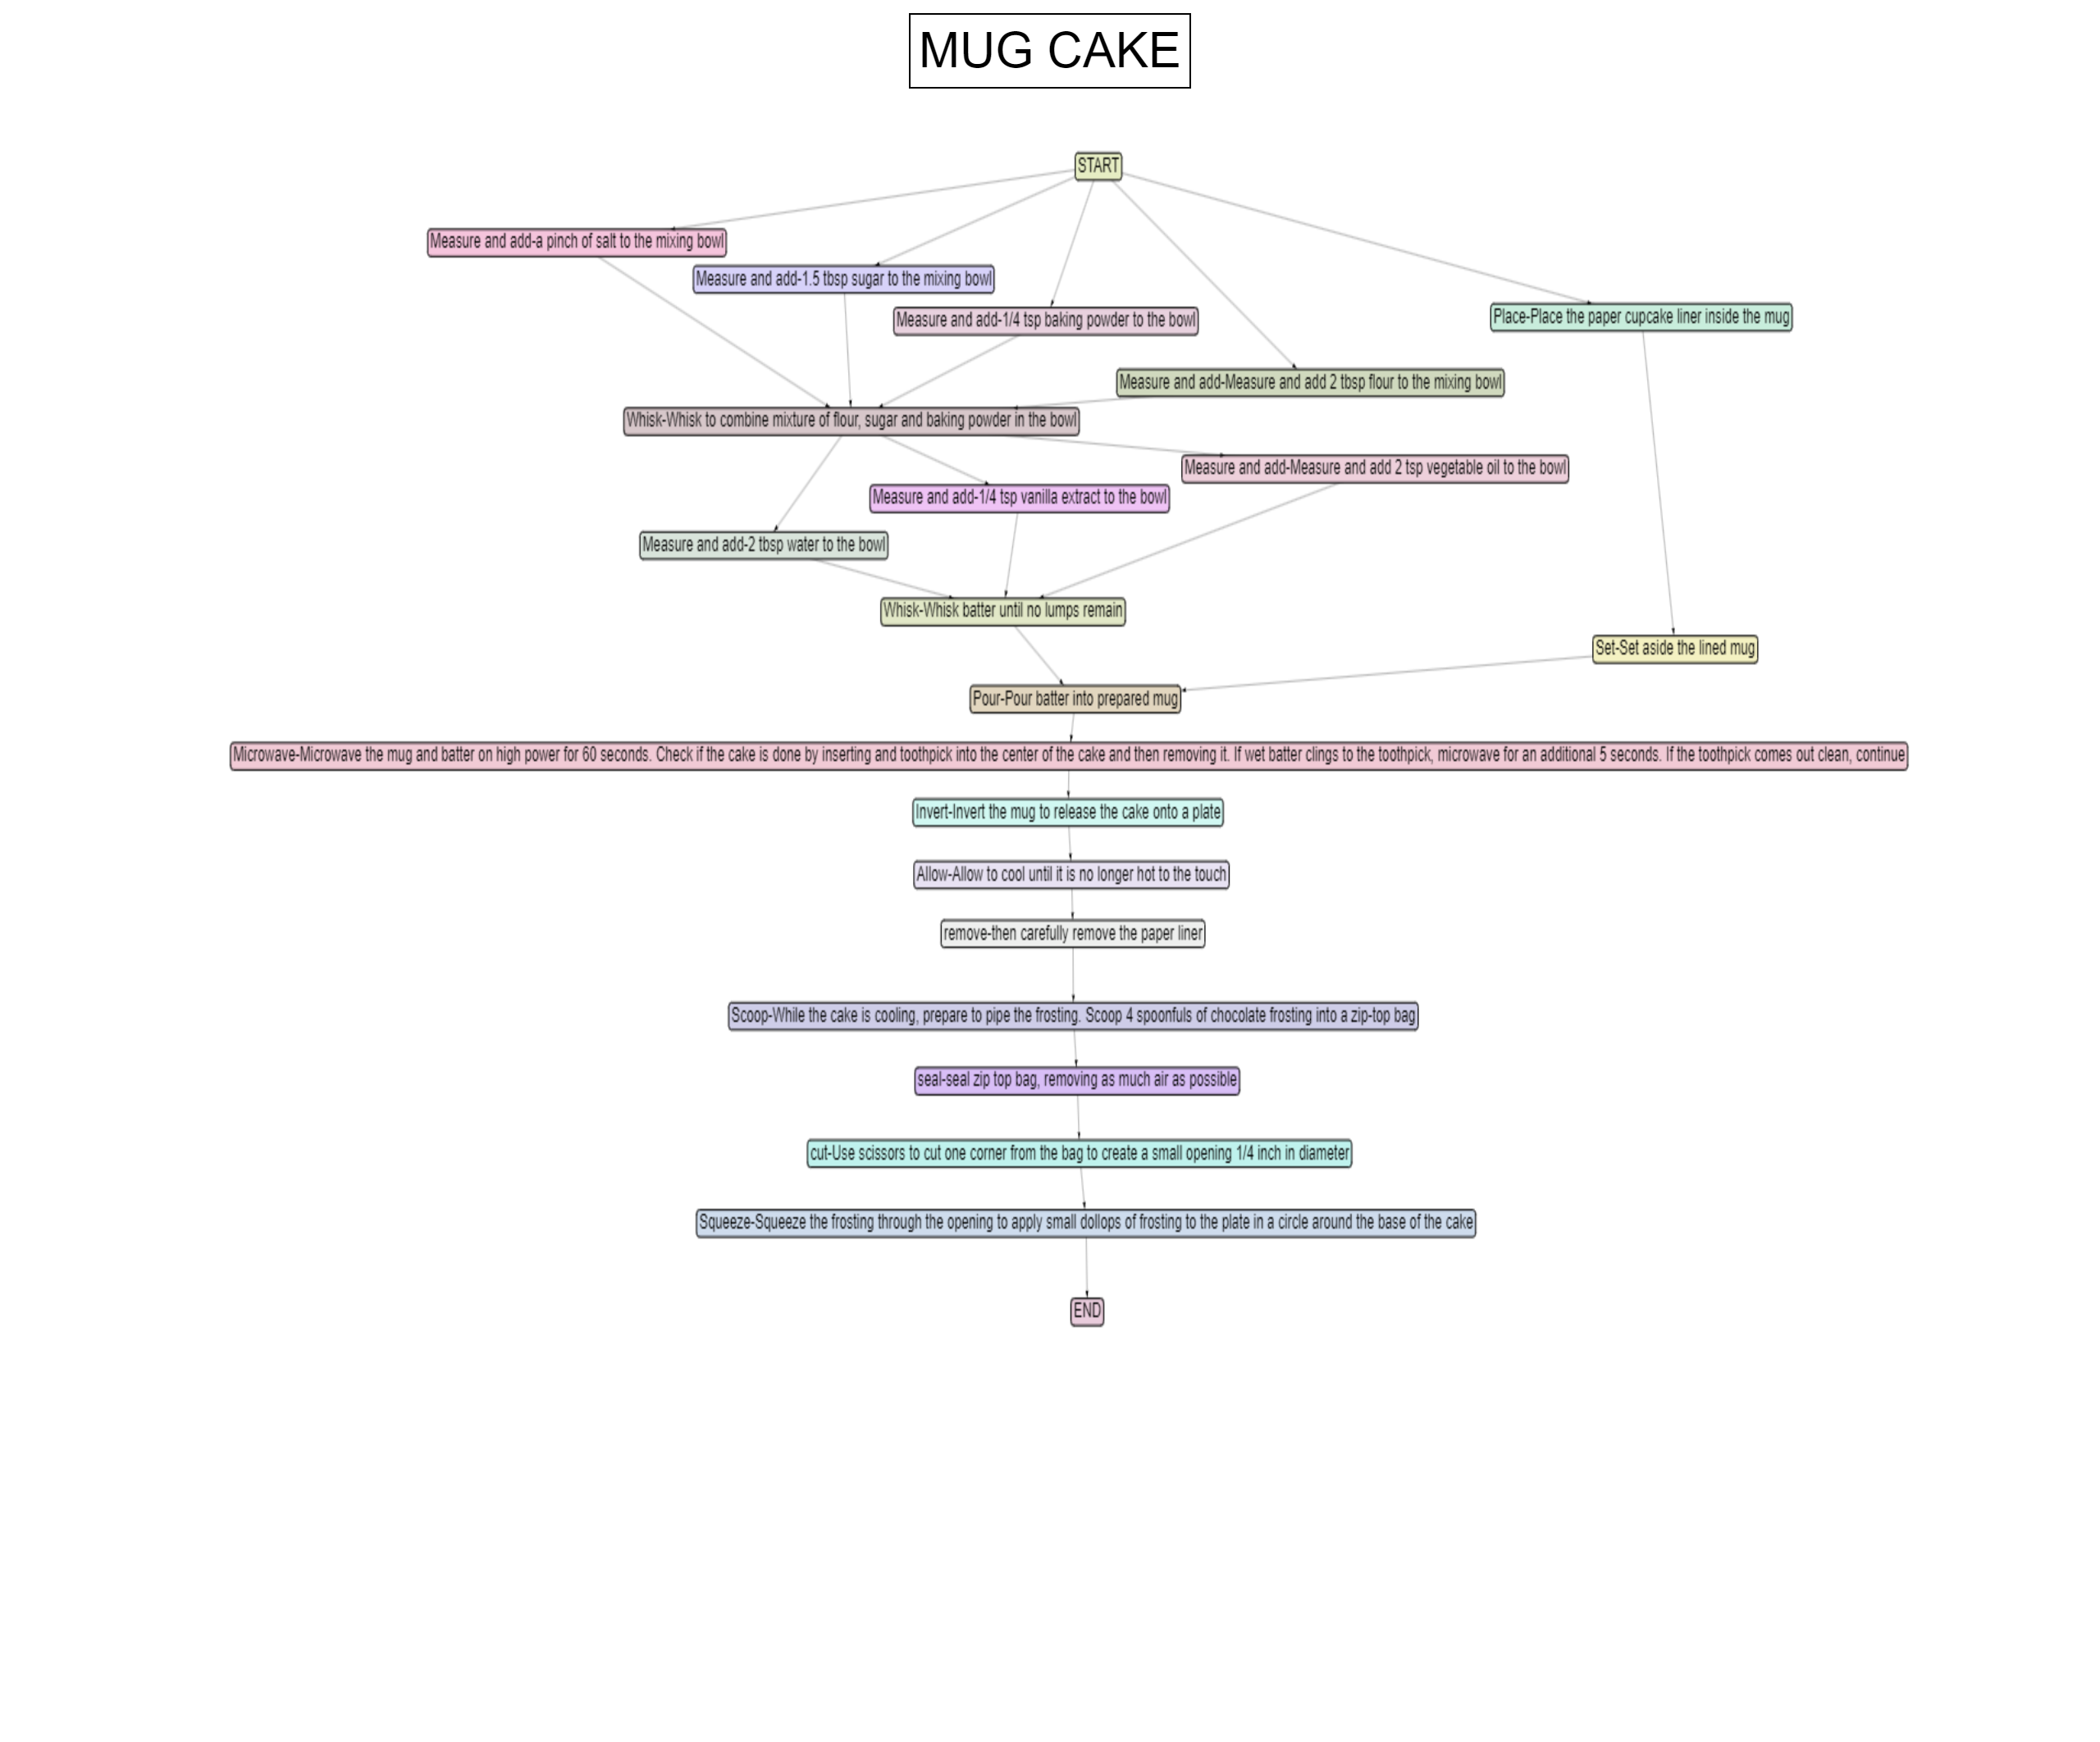 MUG CAKE
START
Measure and add-a pinch of salt to the mixing bowl
Measure and add-1.5 tbsp sugar to the mixing bowl
Measure and add-1/4 tsp baking powder to the bowl
Place-Place the paper cupcake liner inside the mug
Measure and add-Measure and add 2 tbsp flour to the mixing bowl
Whisk-Whisk to combine mixture of flour, sugar and baking powder in the bowl
Measure and add-Measure and add 2 tsp vegetable oil to the bowl
Measure and add-1/4 tsp vanilla extract to the bowl
Measure and add-2 tbsp water to the bowl
Whisk-Whisk batter until no lumps remain
Set-Set aside the lined mug
Pour-Pour batter into prepared mug
Microwave-Microwave the mug and batter on high power for 60 seconds. Check if the cake is done by inserting and toothpick into the center of the cake and then removing it. If wet batter clings to the toothpick, microwave for an additional 5 seconds. If the toothpick comes out clean, continue
Invert-Invert the mug to release the cake onto a plate
Allow-Allow to cool until it is no longer hot to the touch
remove-then carefully remove the paper liner
Scoop-While the cake is cooling, prepare to pipe the frosting. Scoop 4 spoonfuls of chocolate frosting into a zip-top bag
seal-seal zip top bag, removing as much air as possible
cut-Use scissors to cut one corner from the bag to create a small opening 1/4 inch in diameter
Squeeze-Squeeze the frosting through the opening to apply small dollops of frosting to the plate in a circle around the base of the cake
END